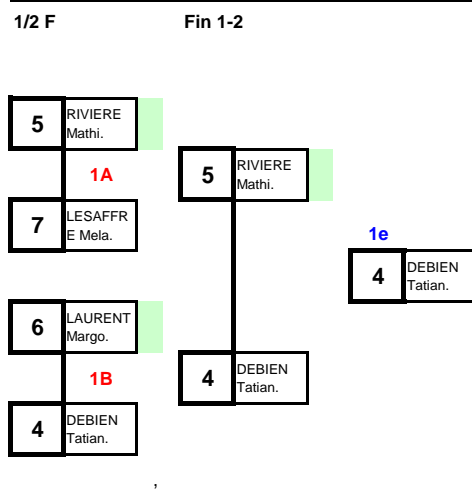 1/2 F
Fin 1-2
5
RIVIERE
Mathi.
1A
7
LESAFFR
E Mela.
6
LAURENT
Margo.
1B
4
DEBIEN
Tatian.
,
5
RIVIERE
Mathi.
4
DEBIEN
Tatian.
1e
4
DEBIEN
Tatian.